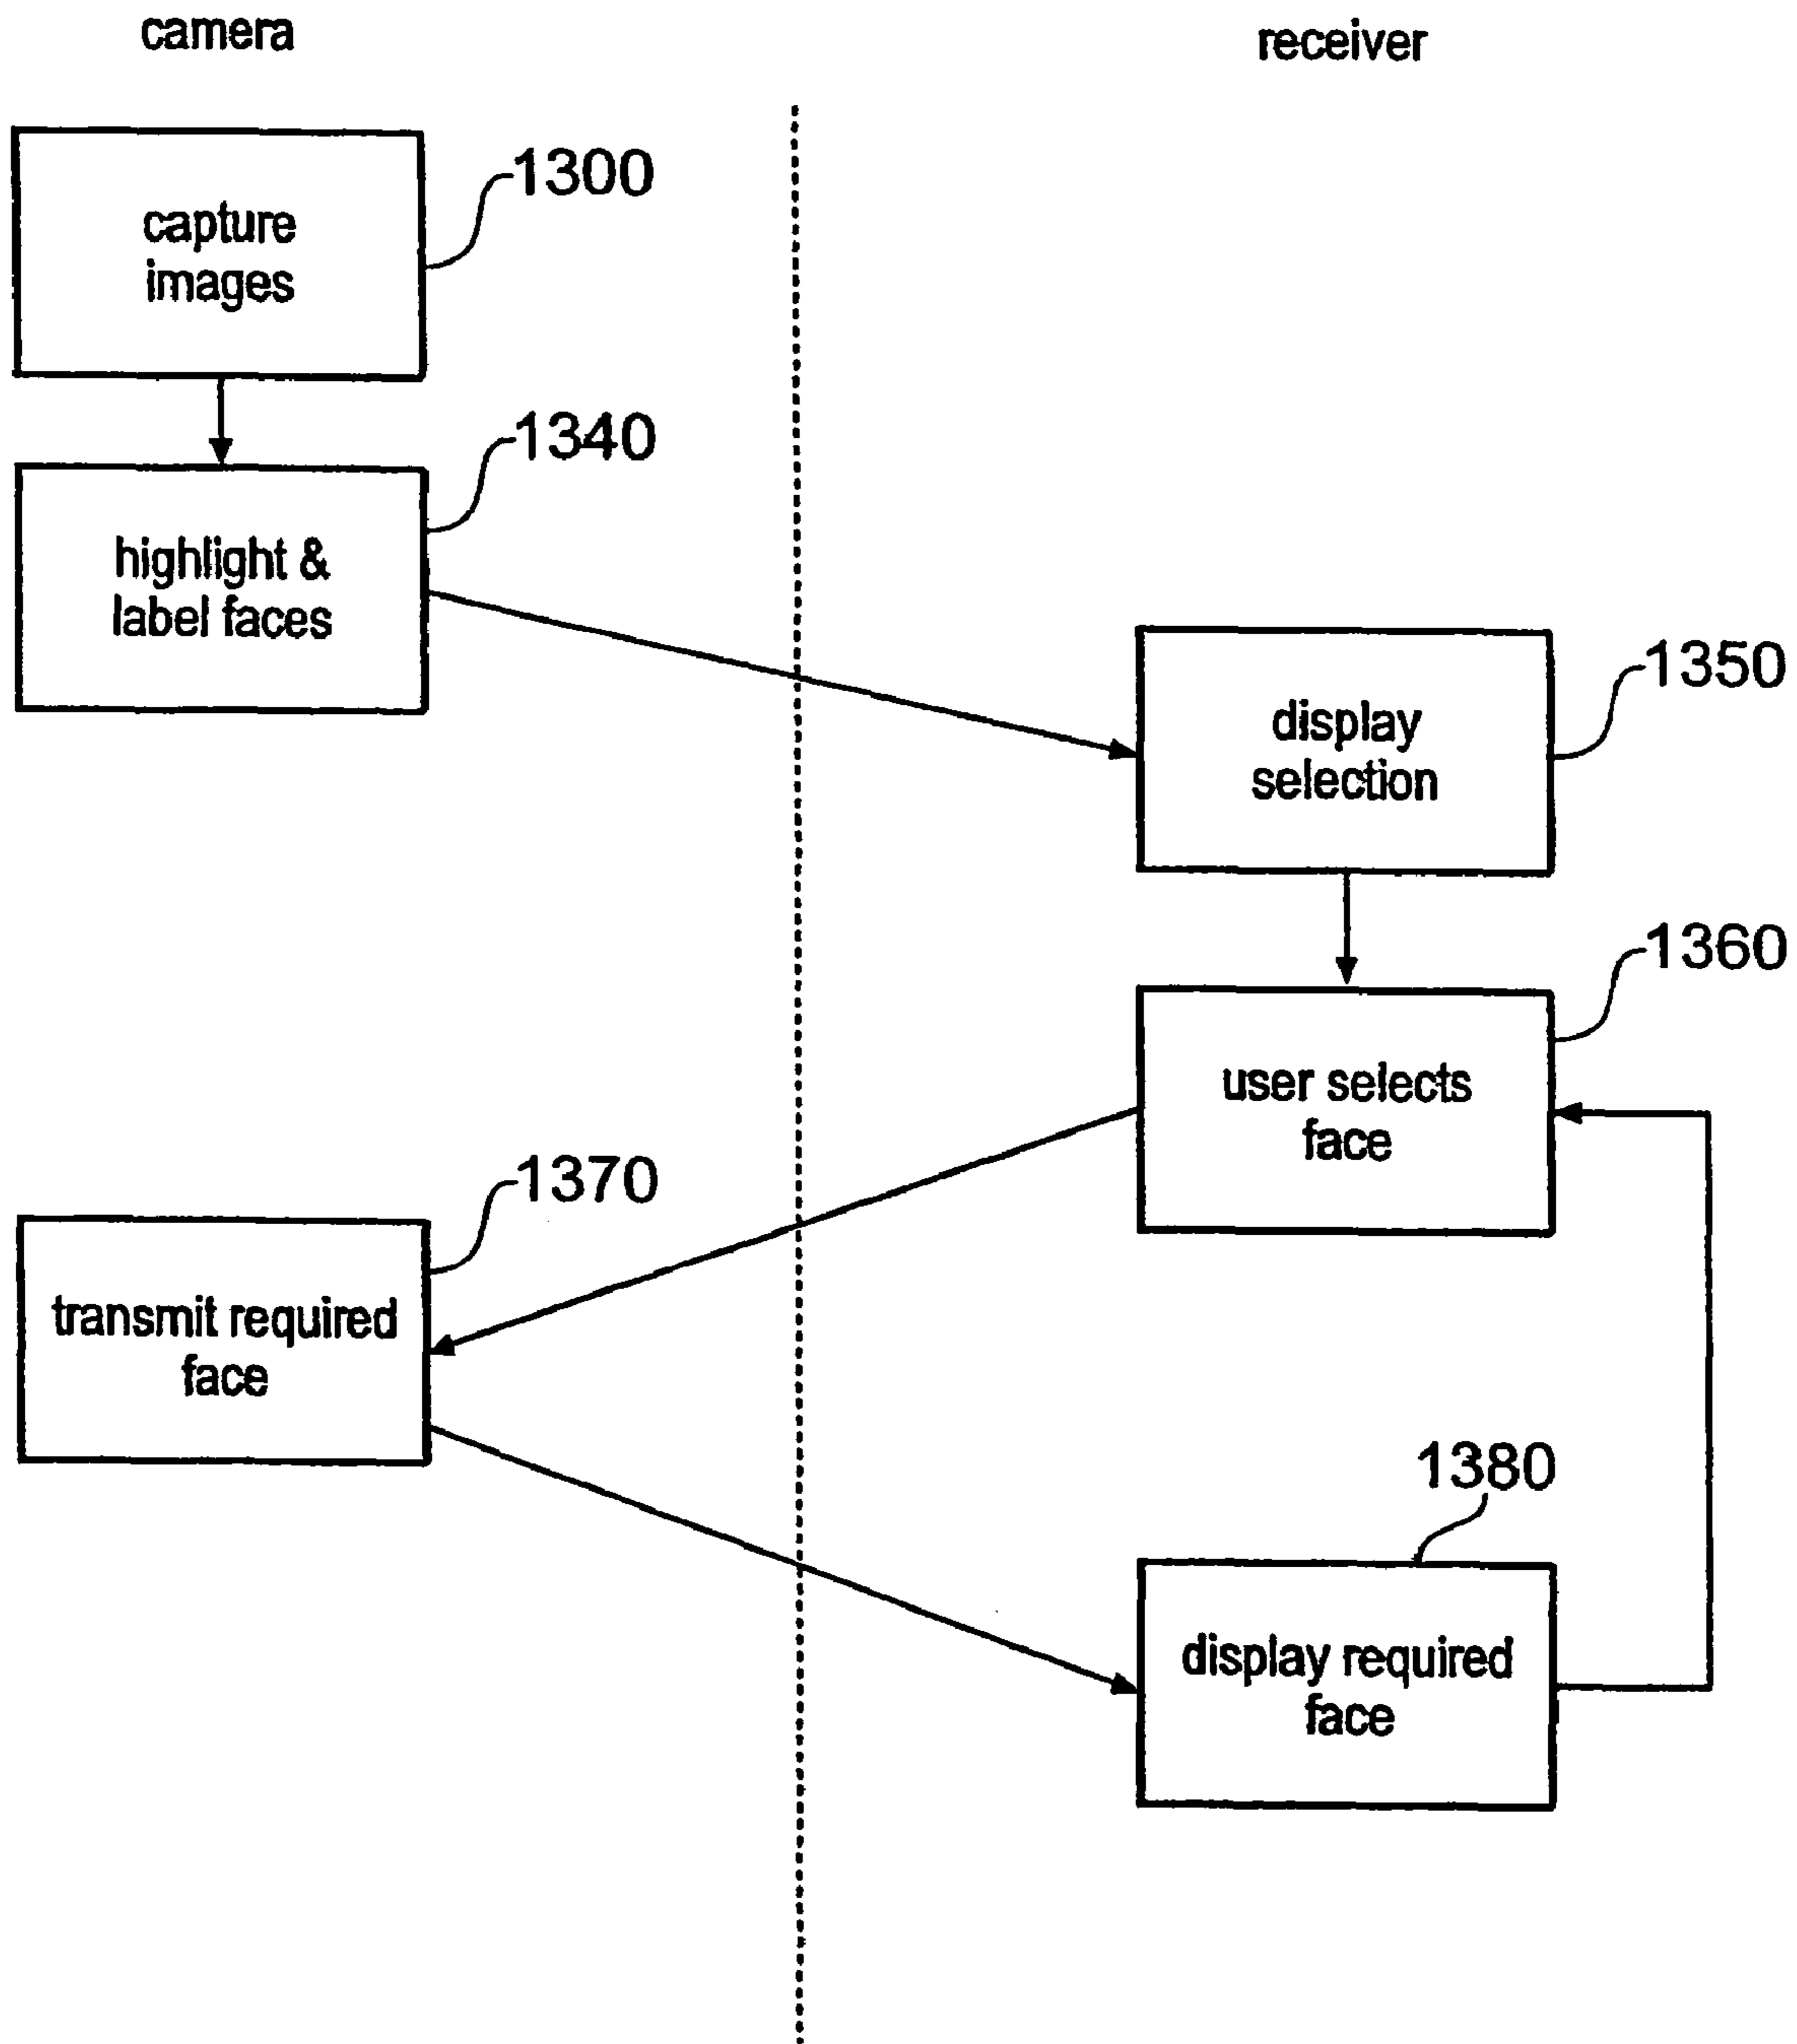 camera
receiver
capture
images
1300
highlight &
label faces
1340
display
selection
1350
user selects
face
1360
transmit required
face
1370
display required
face
1380